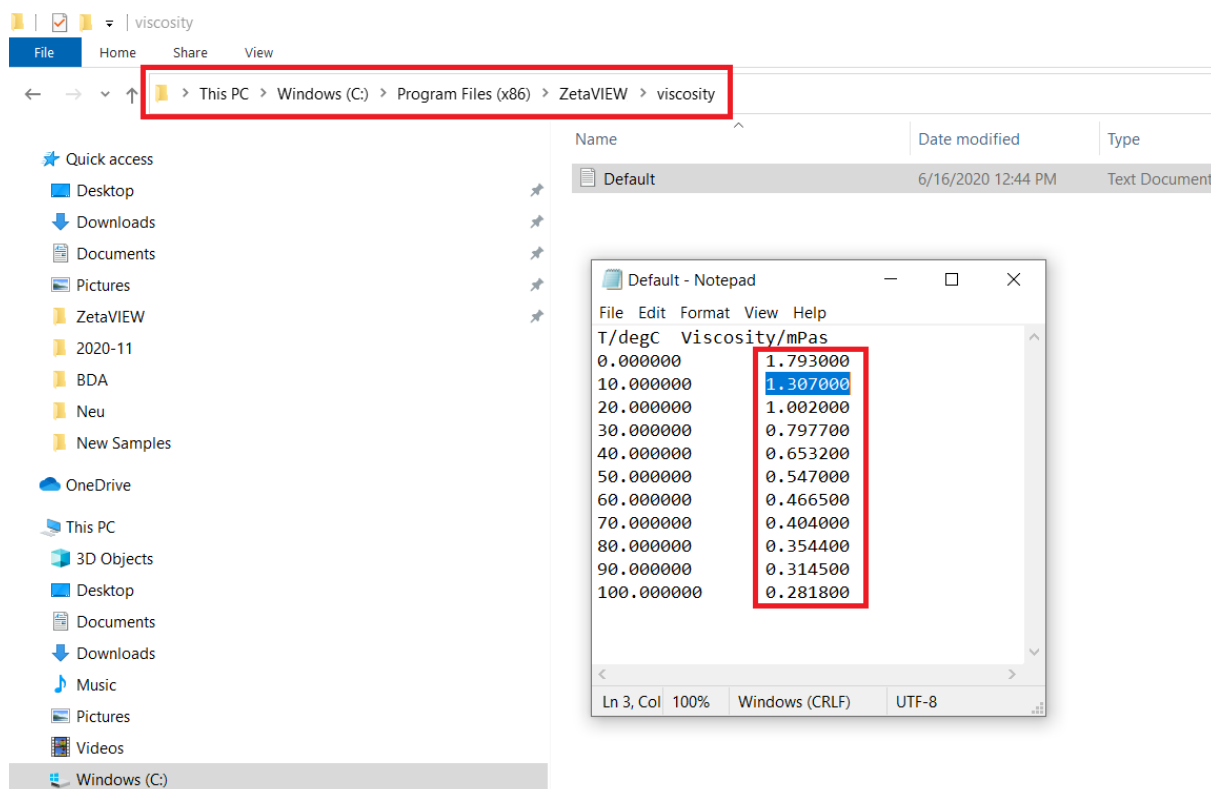 viscosity
File Home Share View
This PC > Windows (C:) > Program Files (x86) > ZetaVIEW > viscosity
Name Date modified Type
Quick access
Default 6/16/2020 12:44 PM Text Document
Desktop
Downloads
Documents
Pictures
ZetaVIEW
2020-11
BDA
Neu
New Samples
OneDrive
This PC
3D Objects
Desktop
Documents
Downloads
Music
Pictures
Videos
Windows (C:)
Default - Notepad
File Edit Format View Help
T/degC Viscosity/mPas
0.000000 1.793000
10.000000 1.307000
20.000000 1.002000
30.000000 0.797700
40.000000 0.653200
50.000000 0.547000
60.000000 0.466500
70.000000 0.404000
80.000000 0.354400
90.000000 0.314500
100.000000 0.281800
Ln 3, Col 100% Windows (CRLF) UTF-8